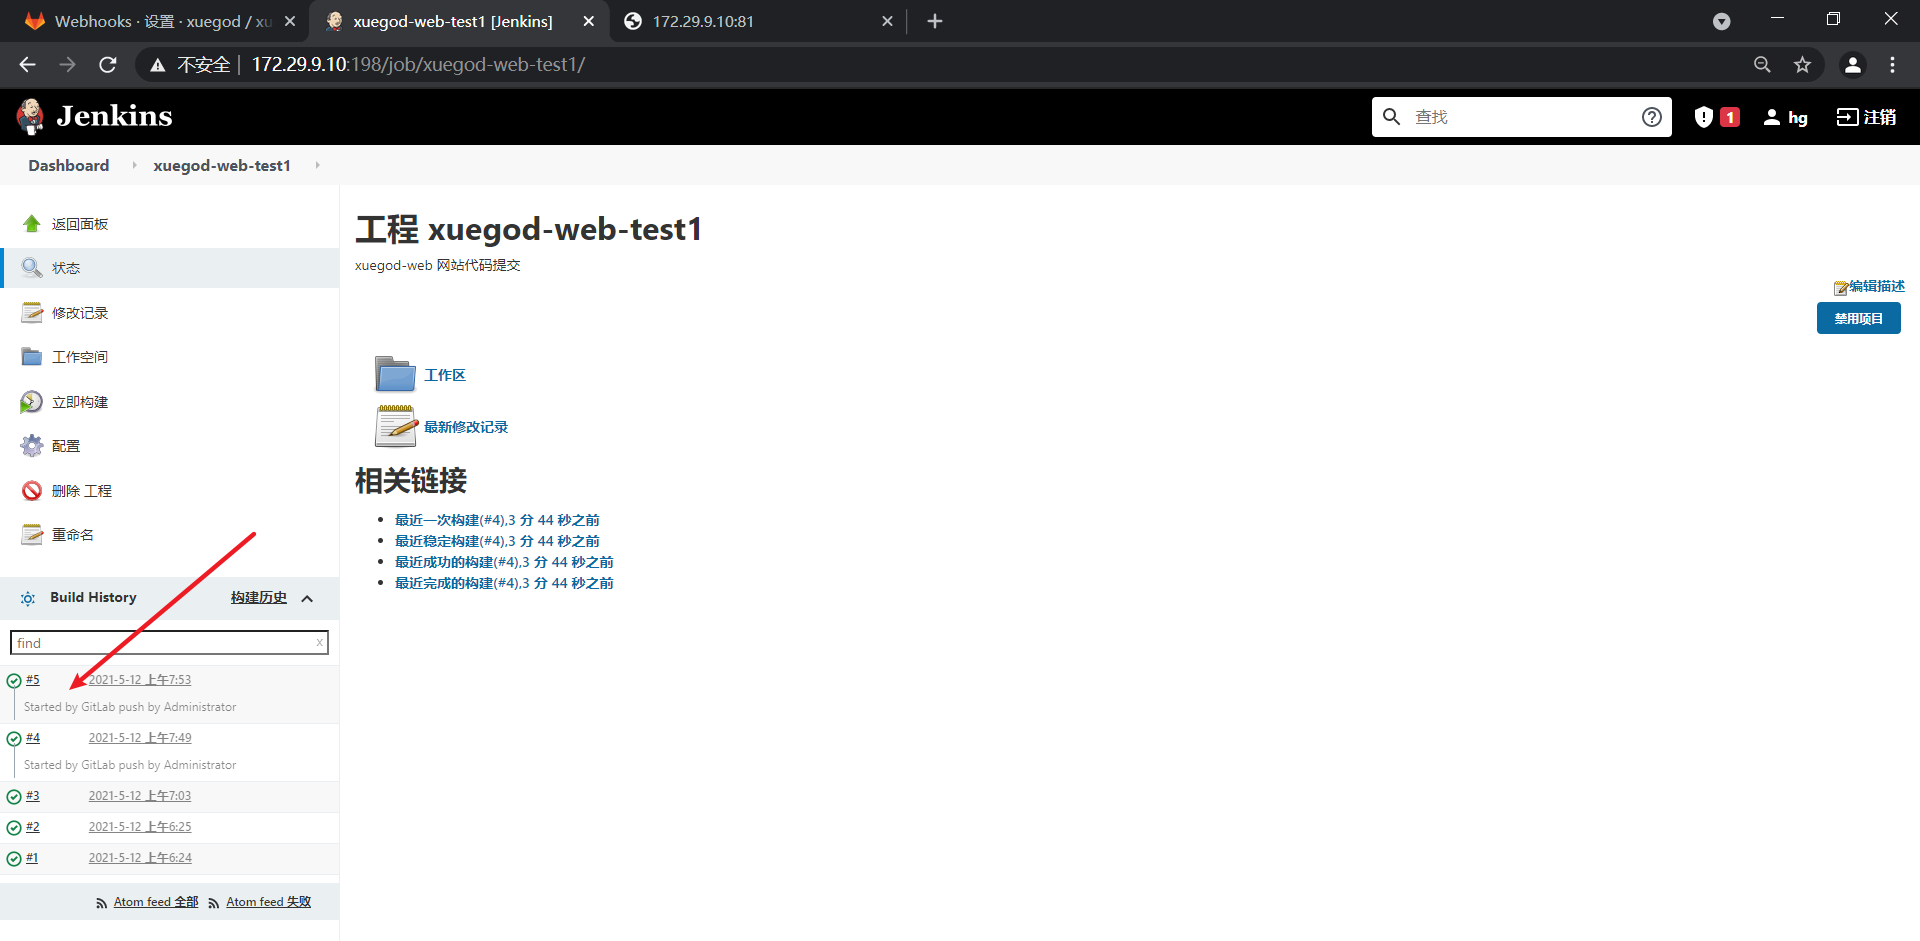 Webhooks · 设置 · xuegod / xu
xuegod-web-test1 [Jenkins]
172.29.9.10:81
不安全
172.29.9.10:198/job/xuegod-web-test1/
Jenkins
查找
1
hg
注销
Dashboard
xuegod-web-test1
返回面板
状态
修改记录
工作空间
立即构建
配置
删除 工程
重命名
工程 xuegod-web-test1
xuegod-web 网站代码提交
编辑描述
禁用项目
工作区
最新修改记录
相关链接
最近一次构建(#4),3 分 44 秒之前
最近稳定构建(#4),3 分 44 秒之前
最近成功的构建(#4),3 分 44 秒之前
最近完成的构建(#4),3 分 44 秒之前
Build History
构建历史
find
x
#5 2021-5-12 上午7:53
Started by GitLab push by Administrator
#4 2021-5-12 上午7:49
Started by GitLab push by Administrator
#3 2021-5-12 上午7:03
#2 2021-5-12 上午6:25
#1 2021-5-12 上午6:24
Atom feed 全部
Atom feed 失败